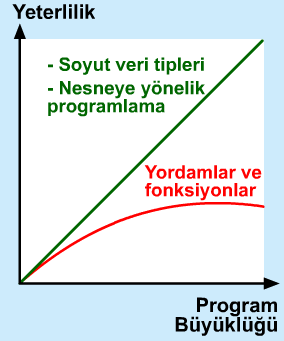 Yeterlilik
- Soyut veri tipleri
- Nesneye yönelik
programlama
Yordamlar ve
fonksiyonlar
Program
Büyüklüğü